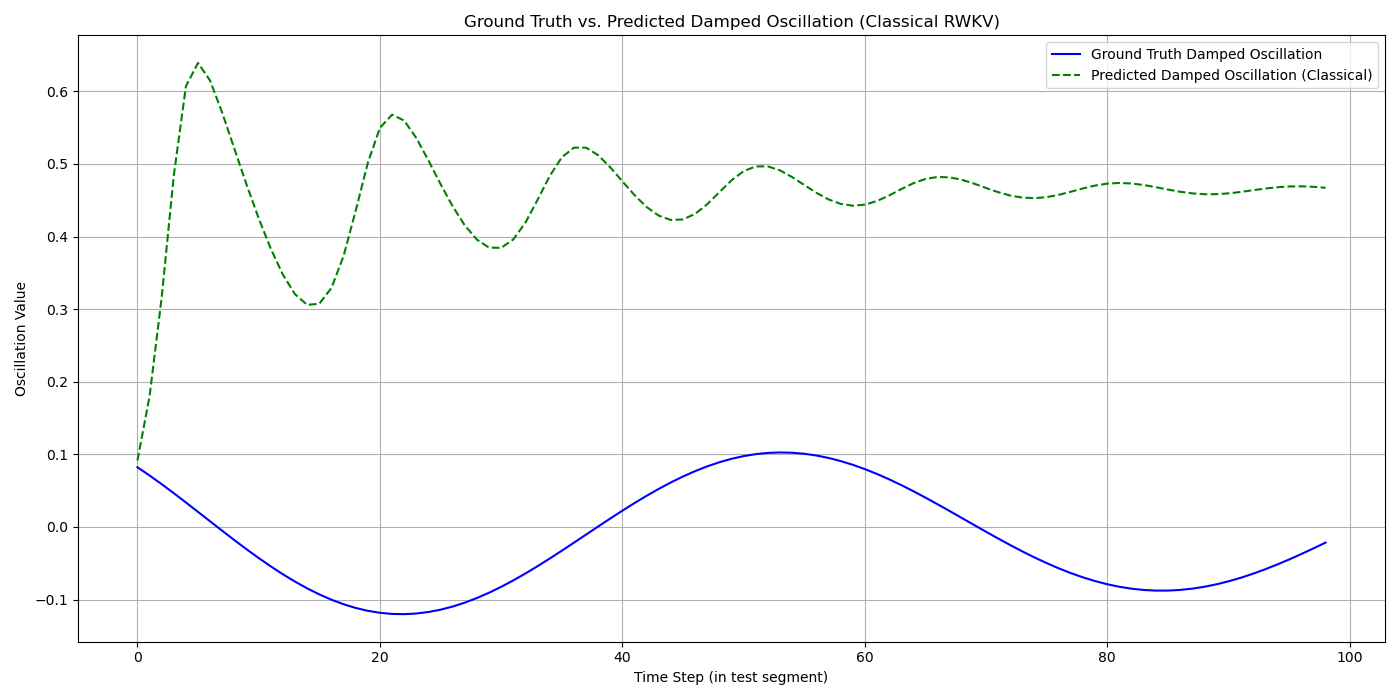 Ground Truth vs. Predicted Damped Oscillation (Classical RWKV)
Ground Truth Damped Oscillation
Predicted Damped Oscillation (Classical)
Oscillation Value
0.6
0.5
0.4
0.3
0.2
0.1
0.0
−0.1
0 20 40 60 80 100
Time Step (in test segment)